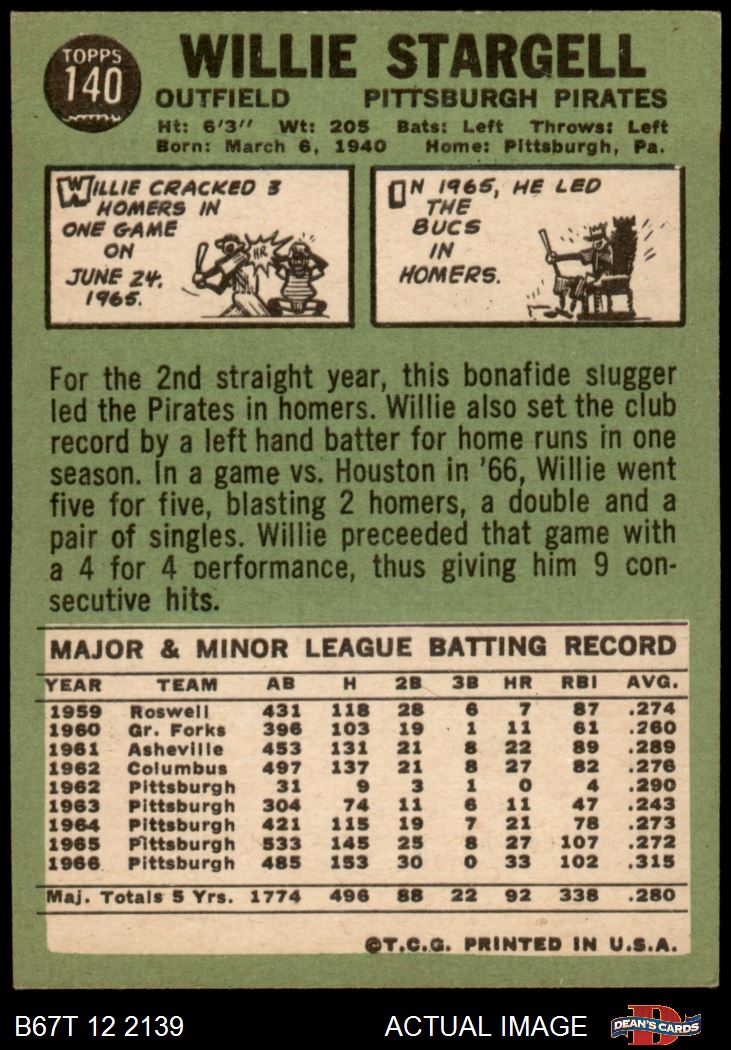 TOPPS
140
WILLIE STARGELL
OUTFIELD PITTSBURGH PIRATES
Ht: 6'3" Wt: 205 Bats: Left Throws: Left
Born: March 6, 1940 Home: Pittsburgh, Pa.
WILLIE CRACKED 3
HOMERS IN
ONE GAME
ON
JUNE 24,
1965.
HR
IN 1965, HE LED
THE
BUCS
IN
HOMERS.
For the 2nd straight year, this bonafide slugger
led the Pirates in homers. Willie also set the club
record by a left hand batter for home runs in one
season. In a game vs. Houston in '66, Willie went
five for five, blasting 2 homers, a double and a
pair of singles. Willie preceeded that game with
a 4 for 4 performance, thus giving him 9 con-
secutive hits.
MAJOR & MINOR LEAGUE BATTING RECORD
YEAR TEAM AB H 2B 3B HR RBI AVG.
1959 Roswell 431 118 28 6 7 87 .274
1960 Gr. Forks 396 103 19 1 11 61 .260
1961 Asheville 453 131 21 8 22 89 .289
1962 Columbus 497 137 21 8 27 82 .276
1962 Pittsburgh 31 9 3 1 0 4 .290
1963 Pittsburgh 304 74 11 6 11 47 .243
1964 Pittsburgh 421 115 19 7 21 78 .273
1965 Pittsburgh 533 145 25 8 27 107 .272
1966 Pittsburgh 485 153 30 0 33 102 .315
Maj. Totals 5 Yrs. 1774 496 88 22 92 338 .280
©T.C.G. PRINTED IN U.S.A.
B67T 12 2139 ACTUAL IMAGE
DEAN'S CARDS